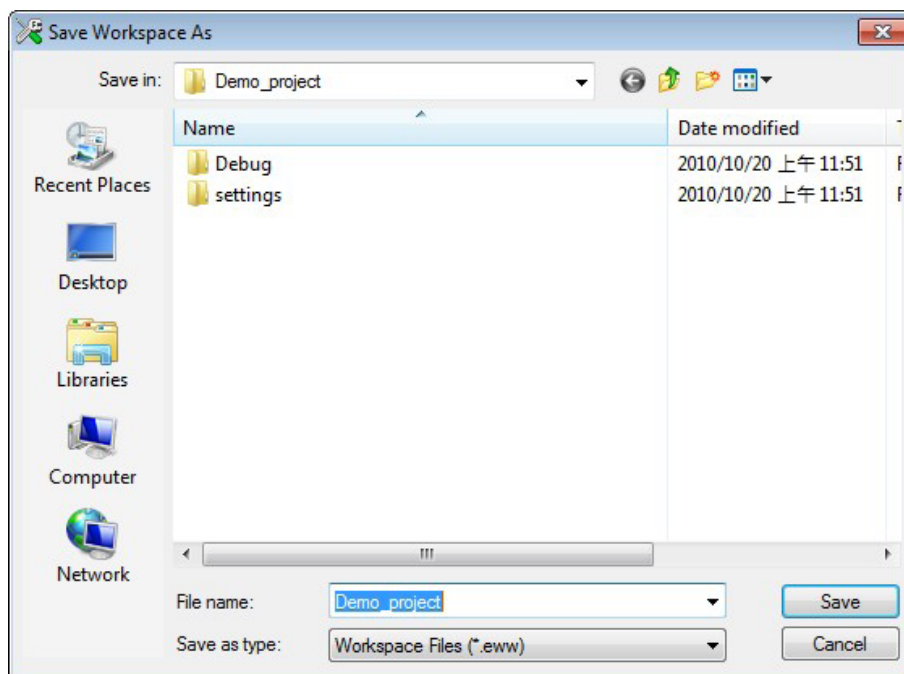 Save Workspace As
Save in: Demo_project
Name Date modified
Debug 2010/10/20 上午 11:51
settings 2010/10/20 上午 11:51
Recent Places
Desktop
Libraries
Computer
Network
File name: Demo_project Save
Save as type: Workspace Files (*.eww) Cancel